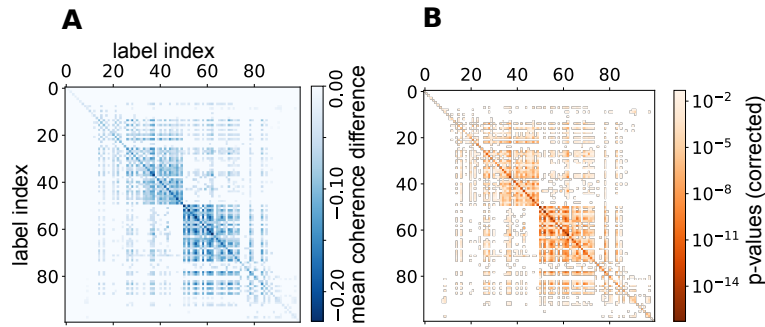 A
label index
0 20 40 60 80
label index
0
20
40
60
80
0.00
−0.10
−0.20
mean coherence difference
B
0 20 40 60 80
0
20
40
60
80
10−2
10−5
10−8
10−11
10−14
p-values (corrected)